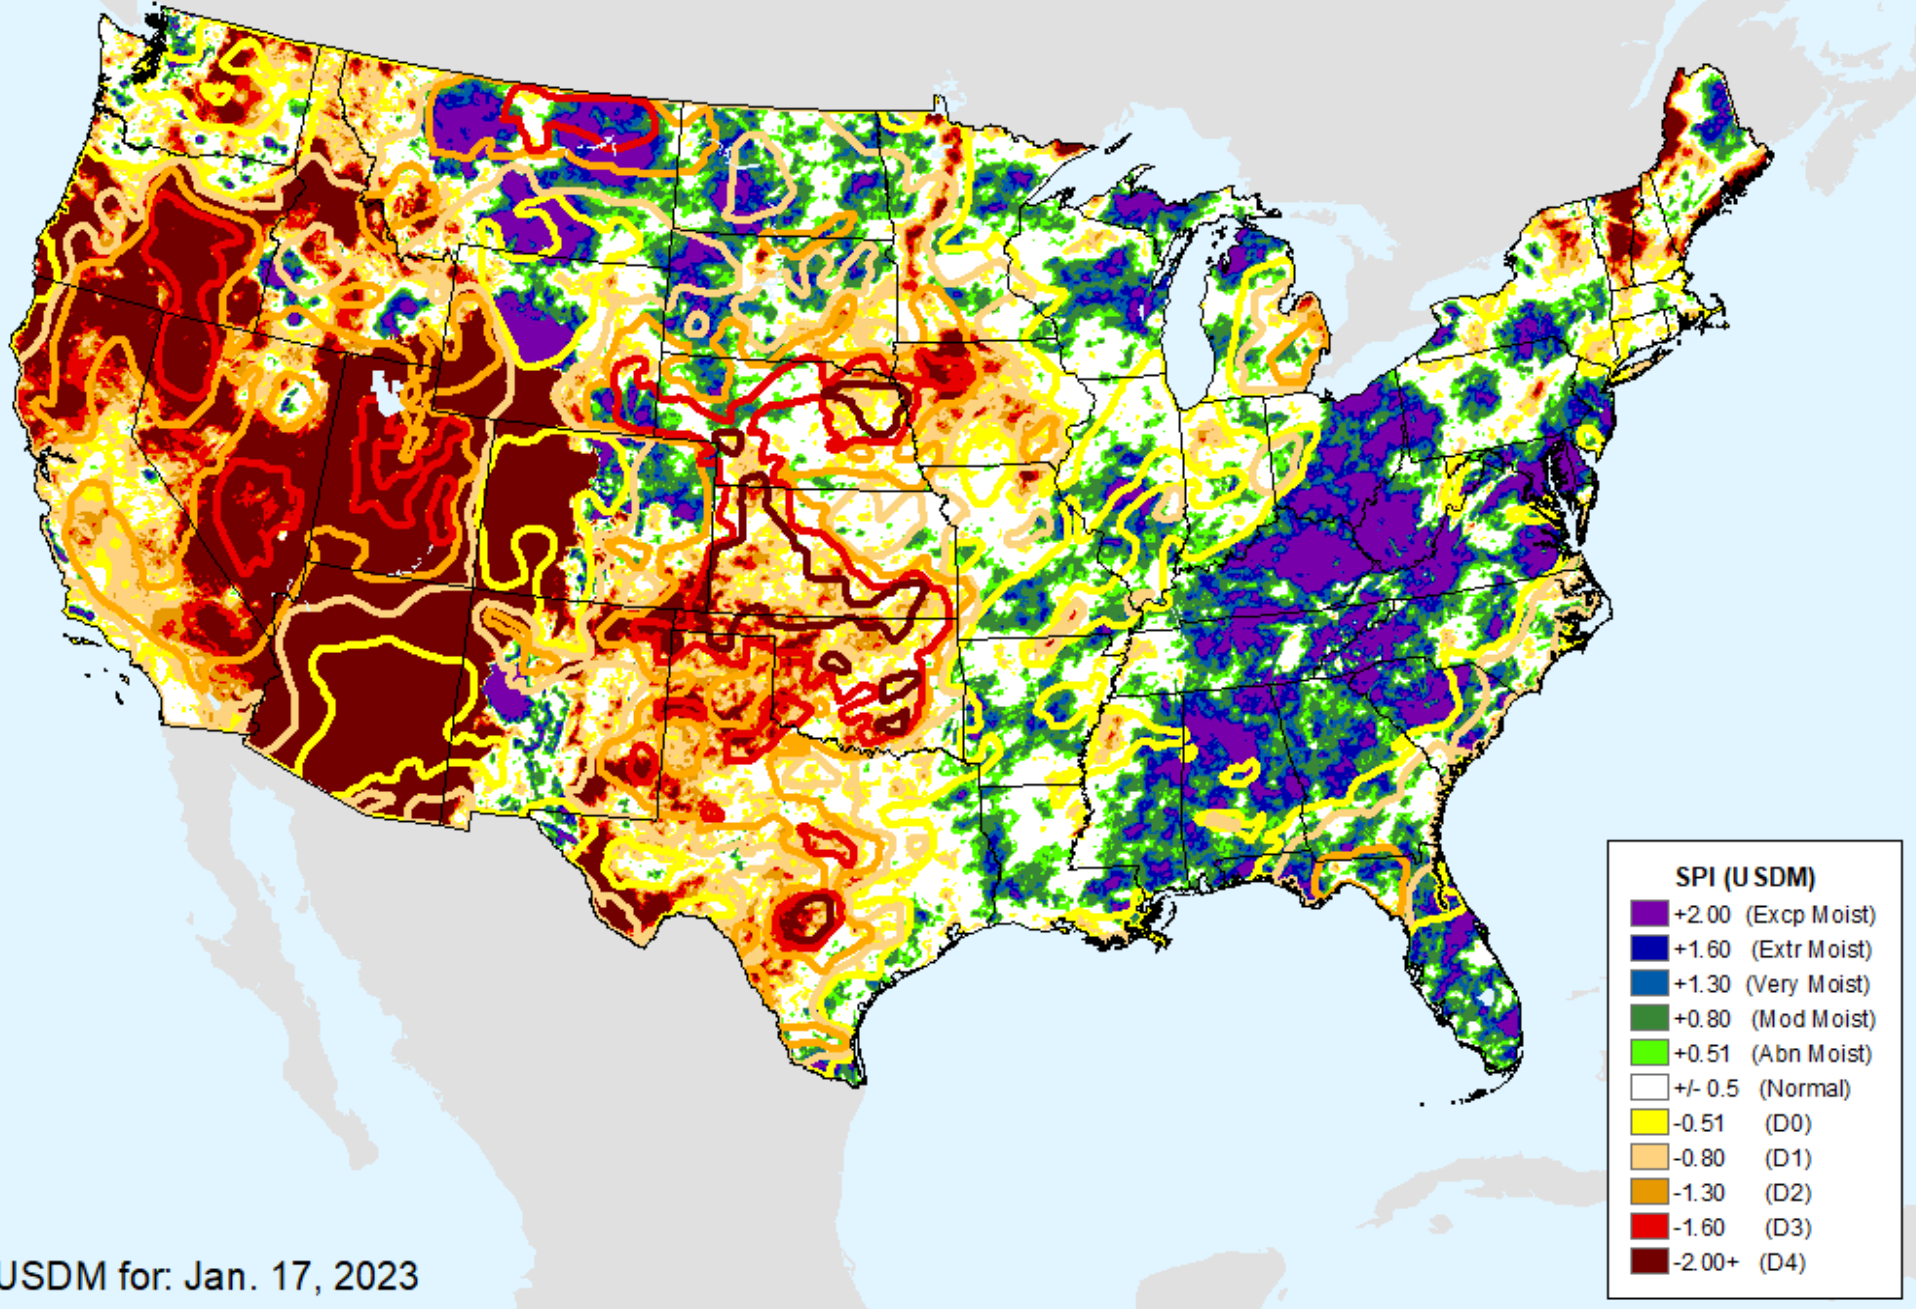 SPI (USDM)
+2.00 (Excp Moist)
+1.60 (Extr Moist)
+1.30 (Very Moist)
+0.80 (Mod Moist)
+0.51 (Abn Moist)
+/- 0.5 (Normal)
-0.51 (D0)
-0.80 (D1)
-1.30 (D2)
-1.60 (D3)
-2.00+ (D4)
USDM for: Jan. 17, 2023